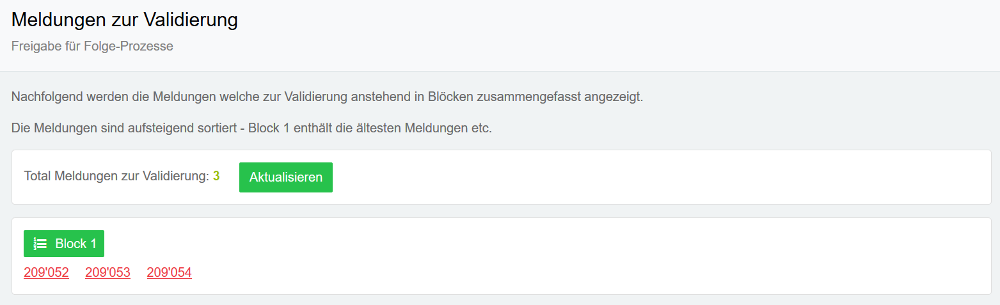 Meldungen zur Validierung
Freigabe für Folge-Prozesse
Nachfolgend werden die Meldungen welche zur Validierung anstehend in Blöcken zusammengefasst angezeigt.
Die Meldungen sind aufsteigend sortiert - Block 1 enthält die ältesten Meldungen etc.
Total Meldungen zur Validierung: 3 Aktualisieren
Block 1
209'052 209'053 209'054